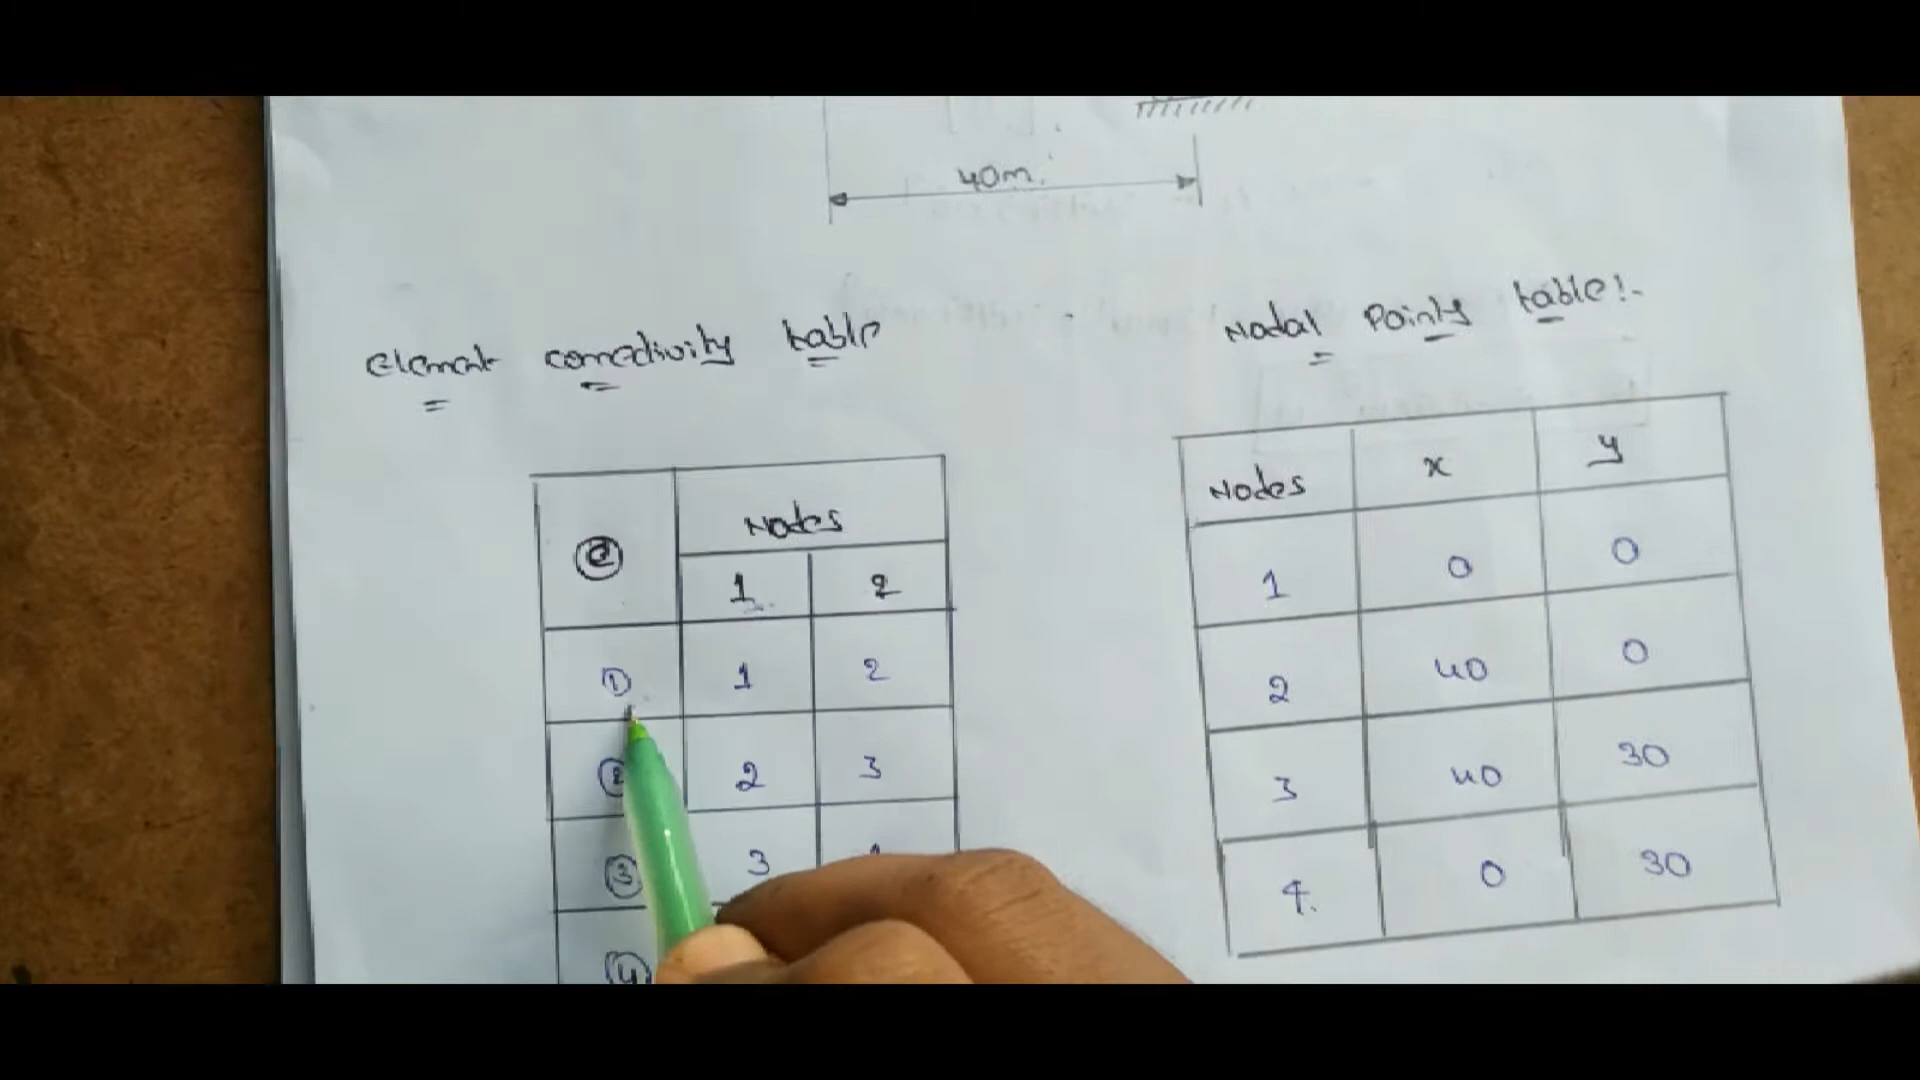 40m.
Element connectivity table
Nodal Points table:-
e Nodes
1 2
1 1 2
2 2 3
3 3
4
Nodes x y
1 0 0
2 40 0
3 40 30
4. 0 30